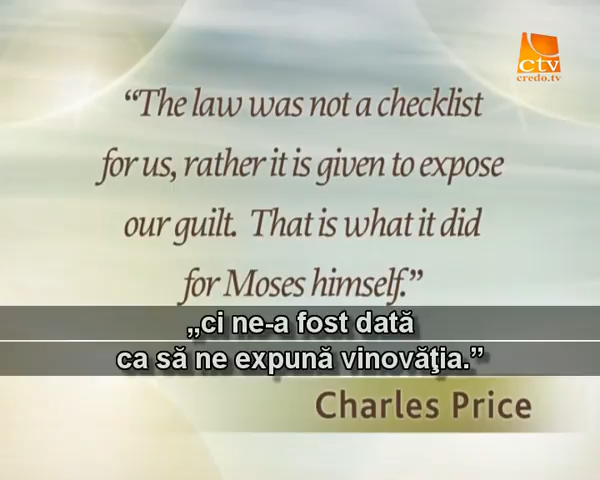 ctv
credo.tv
“The law was not a checklist
for us, rather it is given to expose
our guilt. That is what it did
for Moses himself.”
„ci ne-a fost dată
ca să ne expună vinovăţia.”
Charles Price